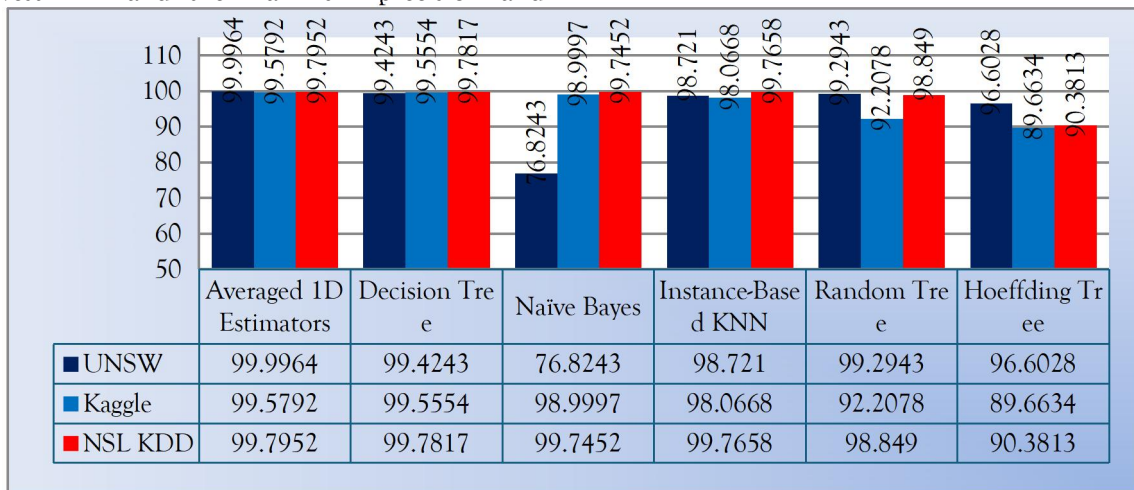 99.9964 99.5792 99.7952 99.4243 99.5554 99.7817 76.8243 98.9997 99.7452 98.721 98.0668 99.7658 99.2943 92.2078 98.849 96.6028 89.6634 90.3813
110
100
90
80
70
60
50
Averaged 1D Decision Tre Naïve Bayes Instance-Base Random Tre Hoeffding Tr
Estimators e d KNN e ee
UNSW 99.9964 99.4243 76.8243 98.721 99.2943 96.6028
Kaggle 99.5792 99.5554 98.9997 98.0668 92.2078 89.6634
NSL KDD 99.7952 99.7817 99.7452 99.7658 98.849 90.3813